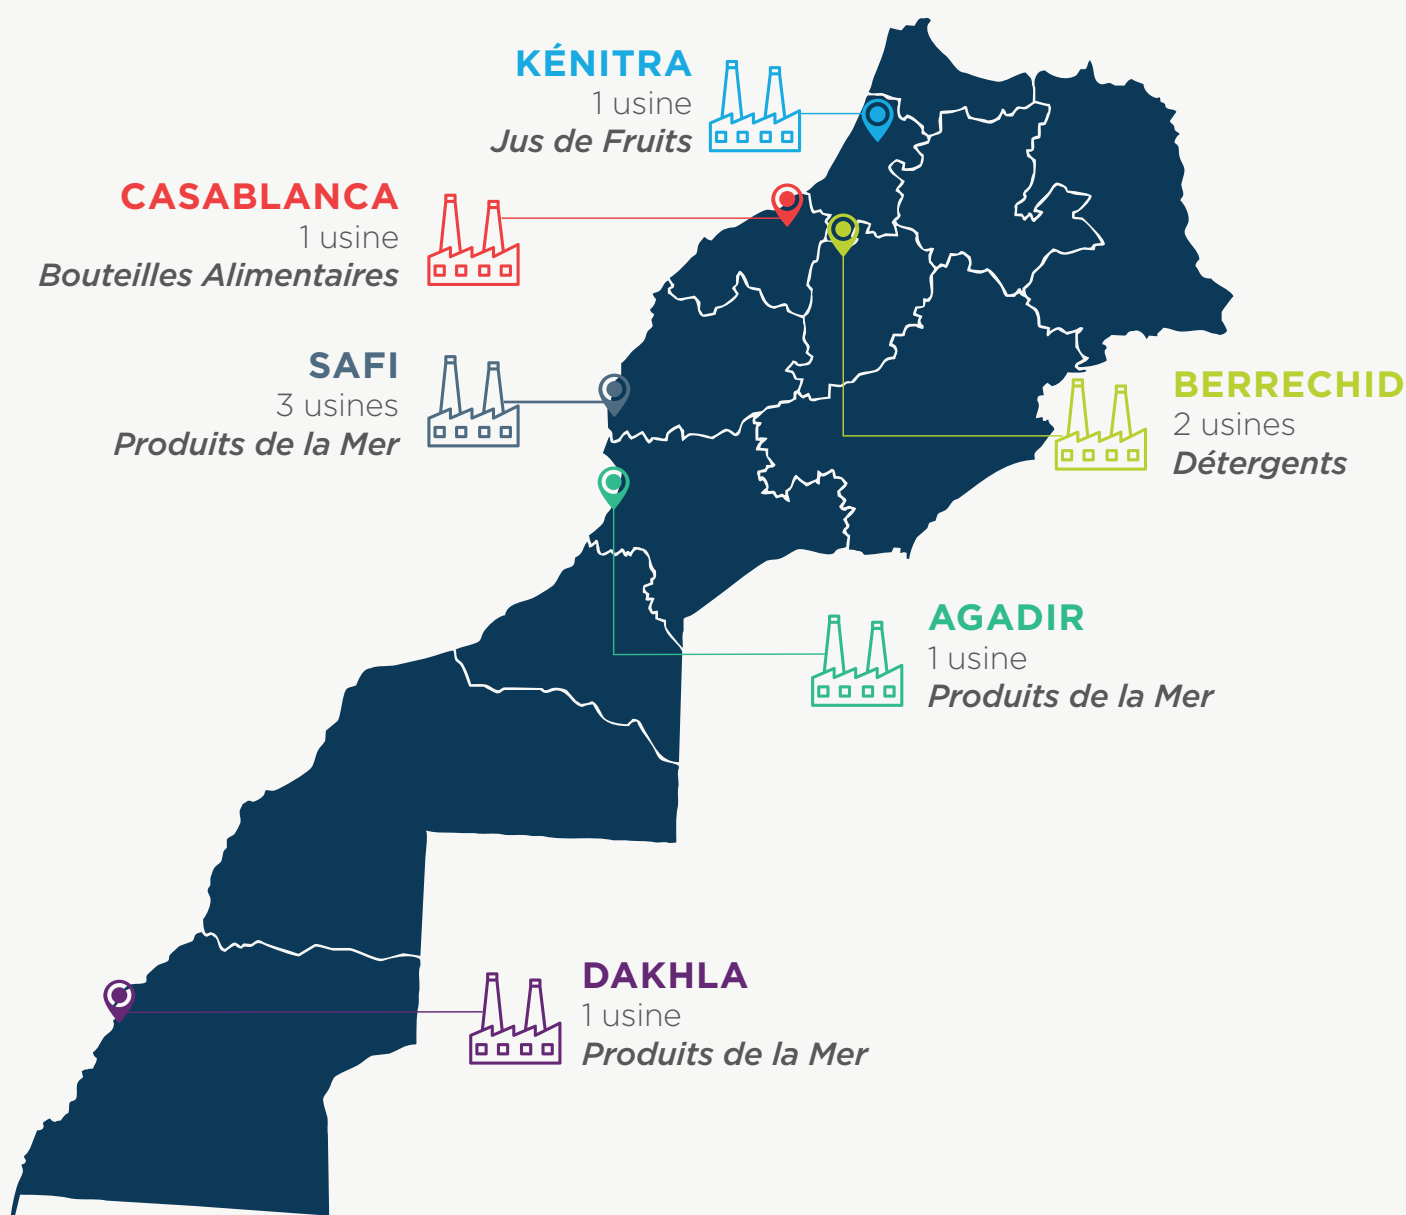 KÉNITRA
1 usine
Jus de Fruits
CASABLANCA
1 usine
Bouteilles Alimentaires
SAFI
3 usines
Produits de la Mer
BERRECHID
2 usines
Détergents
AGADIR
1 usine
Produits de la Mer
DAKHLA
1 usine
Produits de la Mer